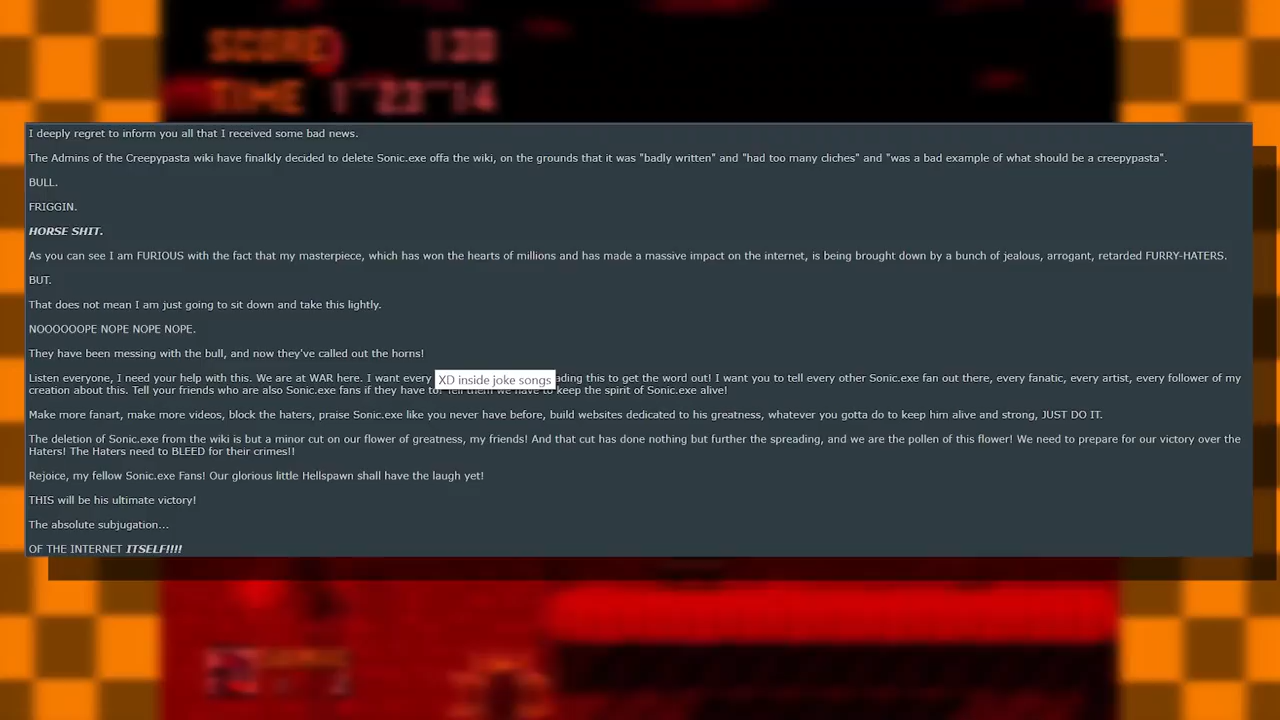 SCORE 130
TIME 1"23"14
I deeply regret to inform you all that I received some bad news.
The Admins of the Creepypasta wiki have finalkly decided to delete Sonic.exe offa the wiki, on the grounds that it was "badly written" and "had too many cliches" and "was a bad example of what should be a creepypasta".
BULL.
FRIGGIN.
HORSE SHIT.
As you can see I am FURIOUS with the fact that my masterpiece, which has won the hearts of millions and has made a massive impact on the internet, is being brought down by a bunch of jealous, arrogant, retarded FURRY-HATERS.
BUT.
That does not mean I am just going to sit down and take this lightly.
NOOOOOOPE NOPE NOPE NOPE.
They have been messing with the bull, and now they've called out the horns!
Listen everyone, I need your help with this. We are at WAR here. I want every XD inside joke songs ading this to get the word out! I want you to tell every other Sonic.exe fan out there, every fanatic, every artist, every follower of my
creation about this. Tell your friends who are also Sonic.exe fans if they have to! Tell them we have to keep the spirit of Sonic.exe alive!
Make more fanart, make more videos, block the haters, praise Sonic.exe like you never have before, build websites dedicated to his greatness, whatever you gotta do to keep him alive and strong, JUST DO IT.
The deletion of Sonic.exe from the wiki is but a minor cut on our flower of greatness, my friends! And that cut has done nothing but further the spreading, and we are the pollen of this flower! We need to prepare for our victory over the
Haters! The Haters need to BLEED for their crimes!!
Rejoice, my fellow Sonic.exe Fans! Our glorious little Hellspawn shall have the laugh yet!
THIS will be his ultimate victory!
The absolute subjugation...
OF THE INTERNET ITSELF!!!!